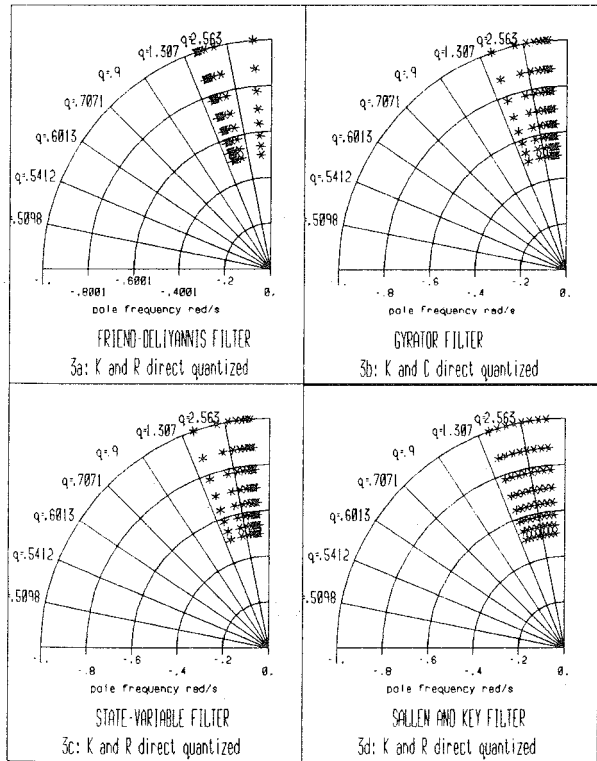 q=2.563
q=1.307
q=.9
q=.7071
q=.6013
q=.5412
=.5098
-1. -.8001 -.6001 -.4001 -.2 0.
pole frequency rad/s
FRIEND-DELIYANNIS FILTER
3a: K and R direct quantized
q=2.563
q=1.307
q=.9
q=.7071
q=.6013
q=.5412
=.5098
-1. -.8 -.6 -.4 -.2 0.
pole frequency rad/s
GYRATOR FILTER
3b: K and C direct quantized
q=2.563
q=1.307
q=.9
q=.7071
q=.6013
q=.5412
=.5098
-1. -.8 -.6 -.4 -.2 0.
pole frequency rad/s
STATE-VARIABLE FILTER
3c: K and R direct quantized
q=2.563
q=1.307
q=.9
q=.7071
q=.6013
q=.5412
=.5098
-1. -.8 -.6 -.4 -.2 0.
pole frequency rad/s
SALLEN AND KEY FILTER
3d: K and R direct quantized